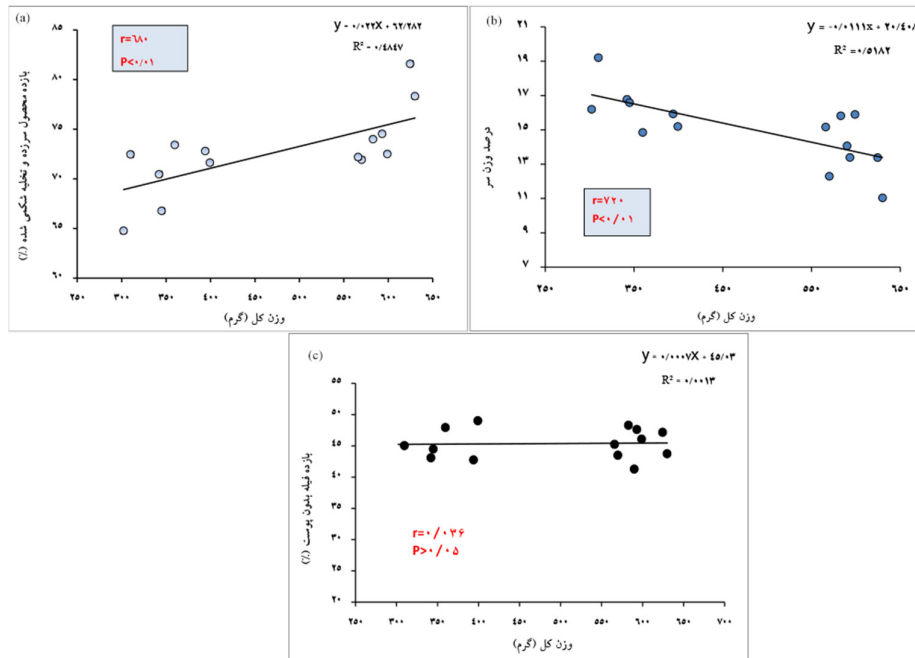 (a)
y = ۰/۰۲۲x + ۶۲/۲۸۲
R² = ۰/۴۸۴۷
r=۶۸۰
P<۰/۰۱
بازده محصول سرزده و تخلیه شکمی شده (٪)
۸۵
۸۰
۷۵
۷۰
۶۵
۶۰
۲۵۰ ۳۰۰ ۳۵۰ ۴۰۰ ۴۵۰ ۵۰۰ ۵۵۰ ۶۰۰ ۶۵۰
وزن کل (گرم)
(b)
y = -۰/۰۱۱۱x + ۲۰/۴۰۸
R² =۰/۵۱۸۲
درصد وزن سر
۲۱
۱۹
۱۷
۱۵
۱۳
۱۱
۹
۷
r=۷۲۰
P<۰/۰۱
۲۵۰ ۳۵۰ ۴۵۰ ۵۵۰ ۶۵۰
وزن کل (گرم)
(c)
y = ۰/۰۰۰۷x + ۴۵/۰۳
R² = ۰/۰۰۱۳
بازده فیله بدون پوست (٪)
۵۵
۵۰
۴۵
۴۰
۳۵
۳۰
۲۵
۲۰
r=۰/۰۳۶
P>۰/۰۵
۲۵۰ ۳۰۰ ۳۵۰ ۴۰۰ ۴۵۰ ۵۰۰ ۵۵۰ ۶۰۰ ۶۵۰ ۷۰۰
وزن کل (گرم)